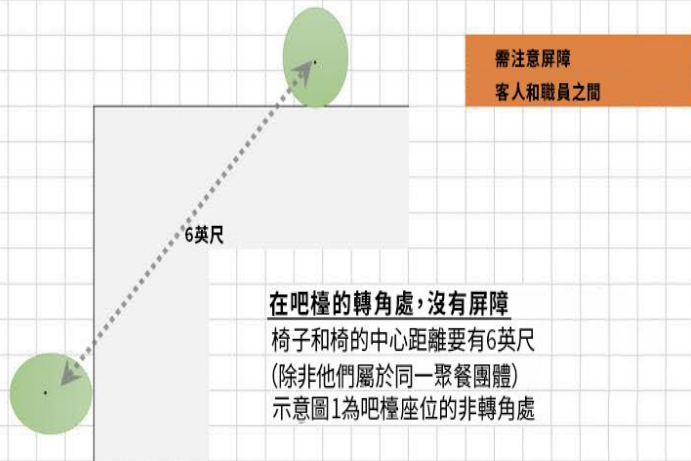 需注意屏障
客人和職員之間
6英尺
在吧檯的轉角處，沒有屏障
椅子和椅的中心距離要有6英尺
(除非他們屬於同一聚餐團體)
示意圖1為吧檯座位的非轉角處